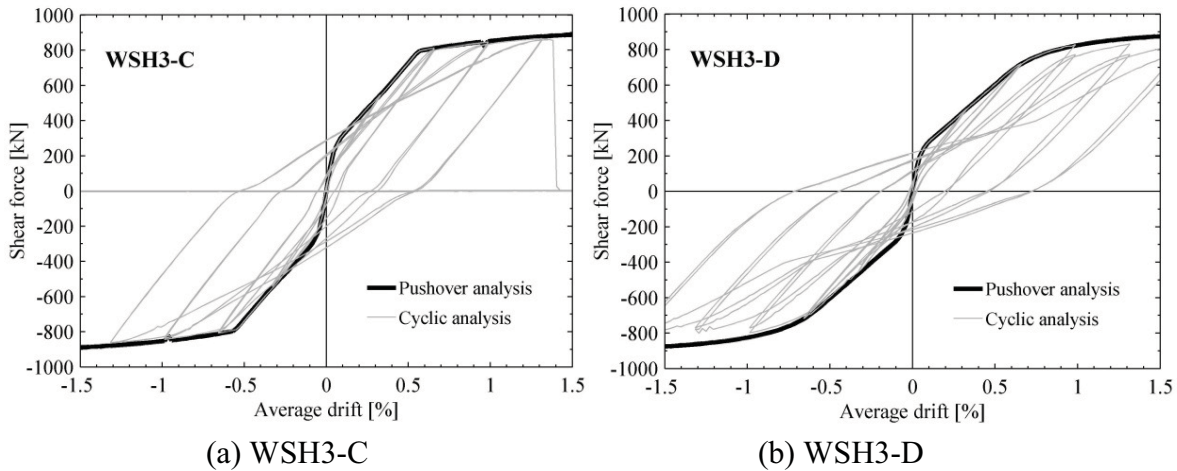 1000
800
600
400
200
0
-200
-400
-600
-800
-1000
Shear force [kN]
WSH3-C
Pushover analysis
Cyclic analysis
-1.5 -1 -0.5 0 0.5 1 1.5
Average drift [%]
(a) WSH3-C
1000
800
600
400
200
0
-200
-400
-600
-800
-1000
Shear force [kN]
WSH3-D
Pushover analysis
Cyclic analysis
-1.5 -1 -0.5 0 0.5 1 1.5
Average drift [%]
(b) WSH3-D